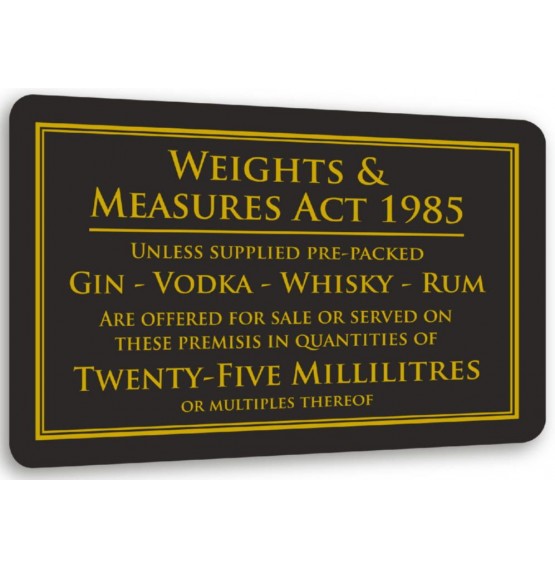 WEIGHTS &
MEASURES ACT 1985
UNLESS SUPPLIED PRE-PACKED
GIN - VODKA - WHISKY - RUM
ARE OFFERED FOR SALE OR SERVED ON
THESE PREMISIS IN QUANTITIES OF
TWENTY-FIVE MILLILITRES
OR MULTIPLES THEREOF